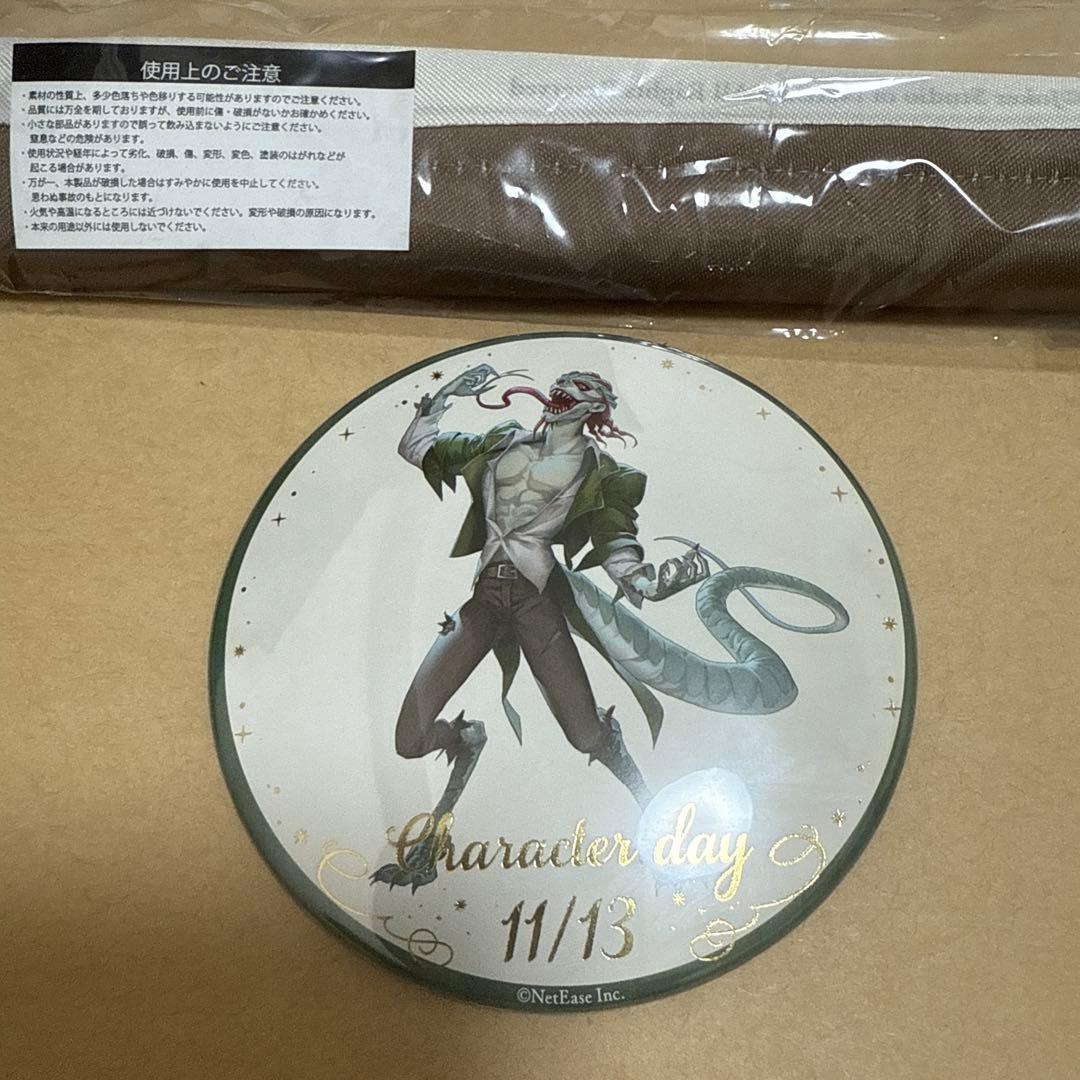 使用上のご注意
・素材の性質上、多少色落ちや色移りする可能性がありますのでご注意ください。
・品質には万全を期しておりますが、使用前に傷・破損がないかお確かめください。
・小さな部品がありますので誤って飲み込まないようにご注意ください。
窒息などの危険があります。
・使用状況や経年によって劣化、破損、傷、変形、変色、塗装のはがれなどが
起こる場合があります。
・万が一、本製品が破損した場合はすみやかに使用を中止してください。
思わぬ事故のもとになります。
・火気や高温になるところには近づけないでください。変形や破損の原因になります。
・本来の用途以外には使用しないでください。
Character day
11/13
©NetEase Inc.